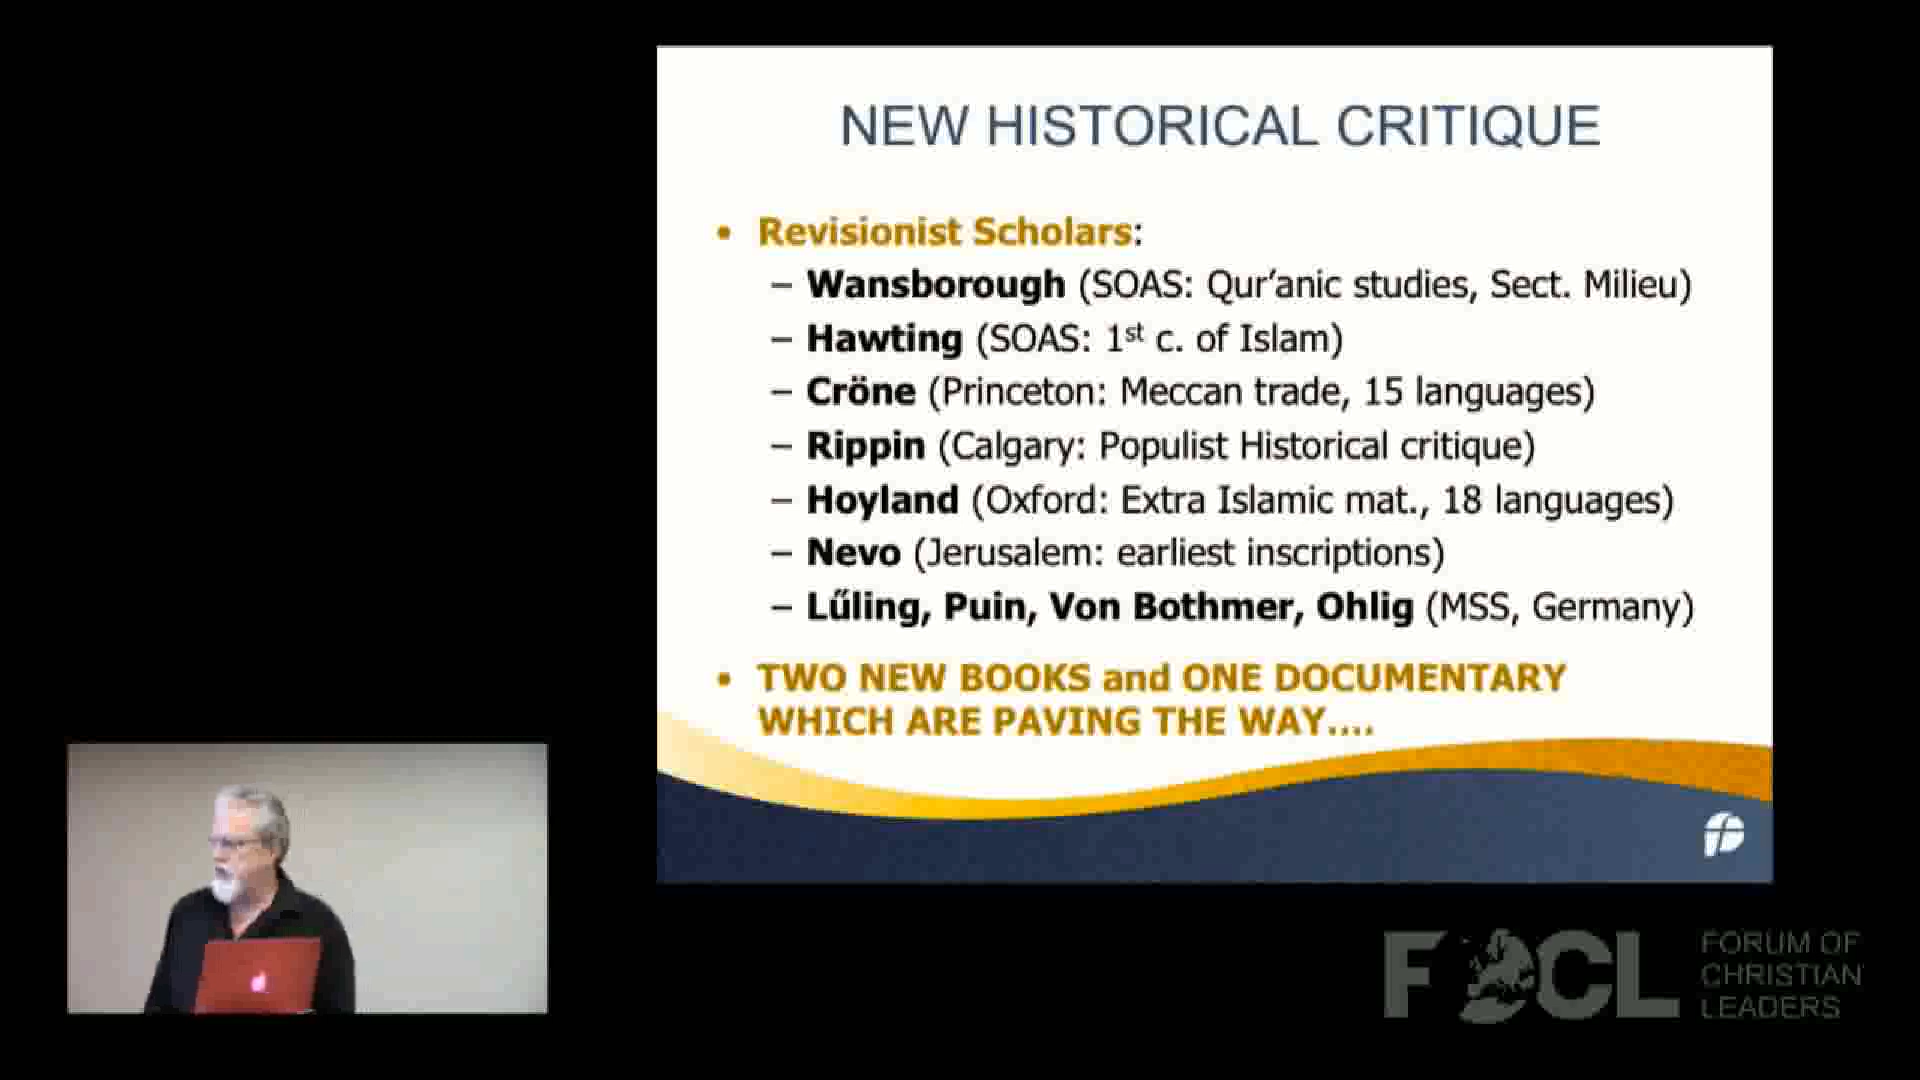 NEW HISTORICAL CRITIQUE
• Revisionist Scholars:
– Wansborough (SOAS: Qur’anic studies, Sect. Milieu)
– Hawting (SOAS: 1st c. of Islam)
– Cröne (Princeton: Meccan trade, 15 languages)
– Rippin (Calgary: Populist Historical critique)
– Hoyland (Oxford: Extra Islamic mat., 18 languages)
– Nevo (Jerusalem: earliest inscriptions)
– Lűling, Puin, Von Bothmer, Ohlig (MSS, Germany)
• TWO NEW BOOKS and ONE DOCUMENTARY
WHICH ARE PAVING THE WAY....
FOCL
FORUM OF
CHRISTIAN
LEADERS